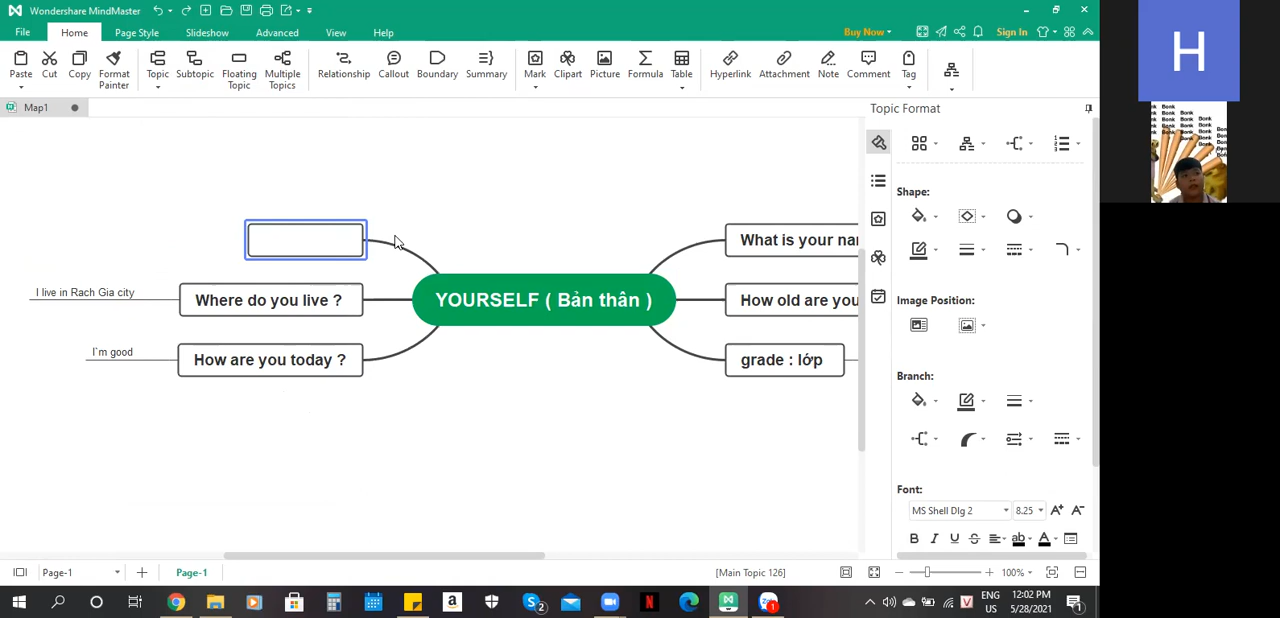 Wondershare MindMaster
File
Home
Page Style
Slideshow
Advanced
View
Help
Buy Now
Sign In
Paste
Cut
Copy
Format Painter
Topic
Subtopic
Floating Topic
Multiple Topics
Relationship
Callout
Boundary
Summary
Mark
Clipart
Picture
Formula
Table
Hyperlink
Attachment
Note
Comment
Tag
Map1
Topic Format
Shape:
Image Position:
Branch:
Font:
MS Shell Dlg 2
8.25
What is your nar
I live in Rach Gia city
Where do you live ?
YOURSELF ( Bản thân )
How old are you
I'm good
How are you today ?
grade : lớp
Page-1
Page-1
[Main Topic 126]
100%
ENG
US
12:02 PM
5/28/2021
H
Bonk
Bonk
Bonk
Bonk